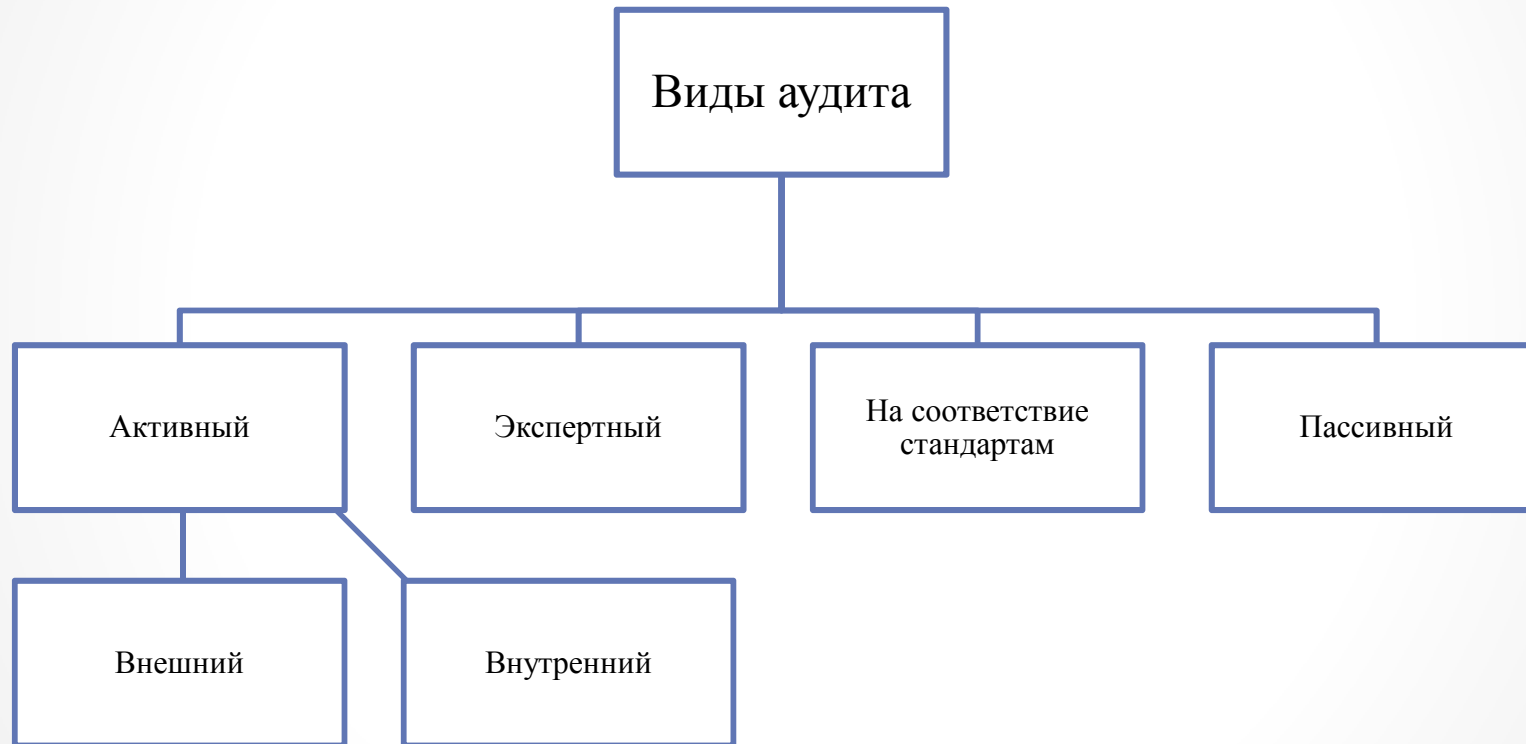 Виды аудита
Активный
Экспертный
На соответствие
стандартам
Пассивный
Внешний
Внутренний